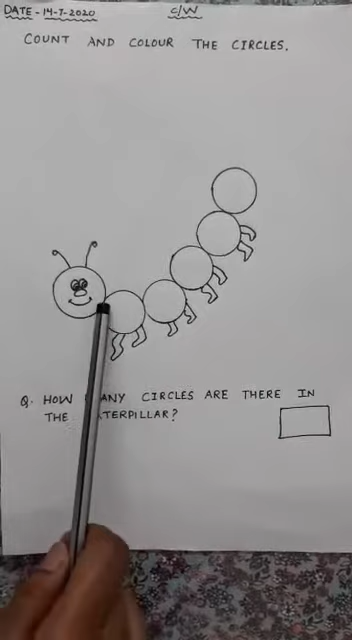 DATE - 14-7-2020
C/W
COUNT AND COLOUR THE CIRCLES.
Q. HOW ANY CIRCLES ARE THERE IN
THE TERPILLAR?